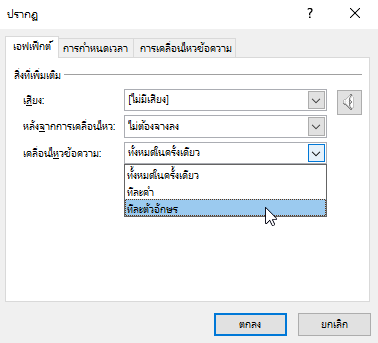 ปรากฏ
เอฟเฟ็กต์ การกำหนดเวลา การเคลื่อนไหวข้อความ
สิ่งที่เพิ่มเติม
เสียง: [ไม่มีเสียง]
หลังจากการเคลื่อนไหว: ไม่ต้องจางลง
เคลื่อนไหวข้อความ: ทั้งหมดในครั้งเดียว
ทั้งหมดในครั้งเดียว
ทีละคำ
ทีละตัวอักษร
ตกลง ยกเลิก